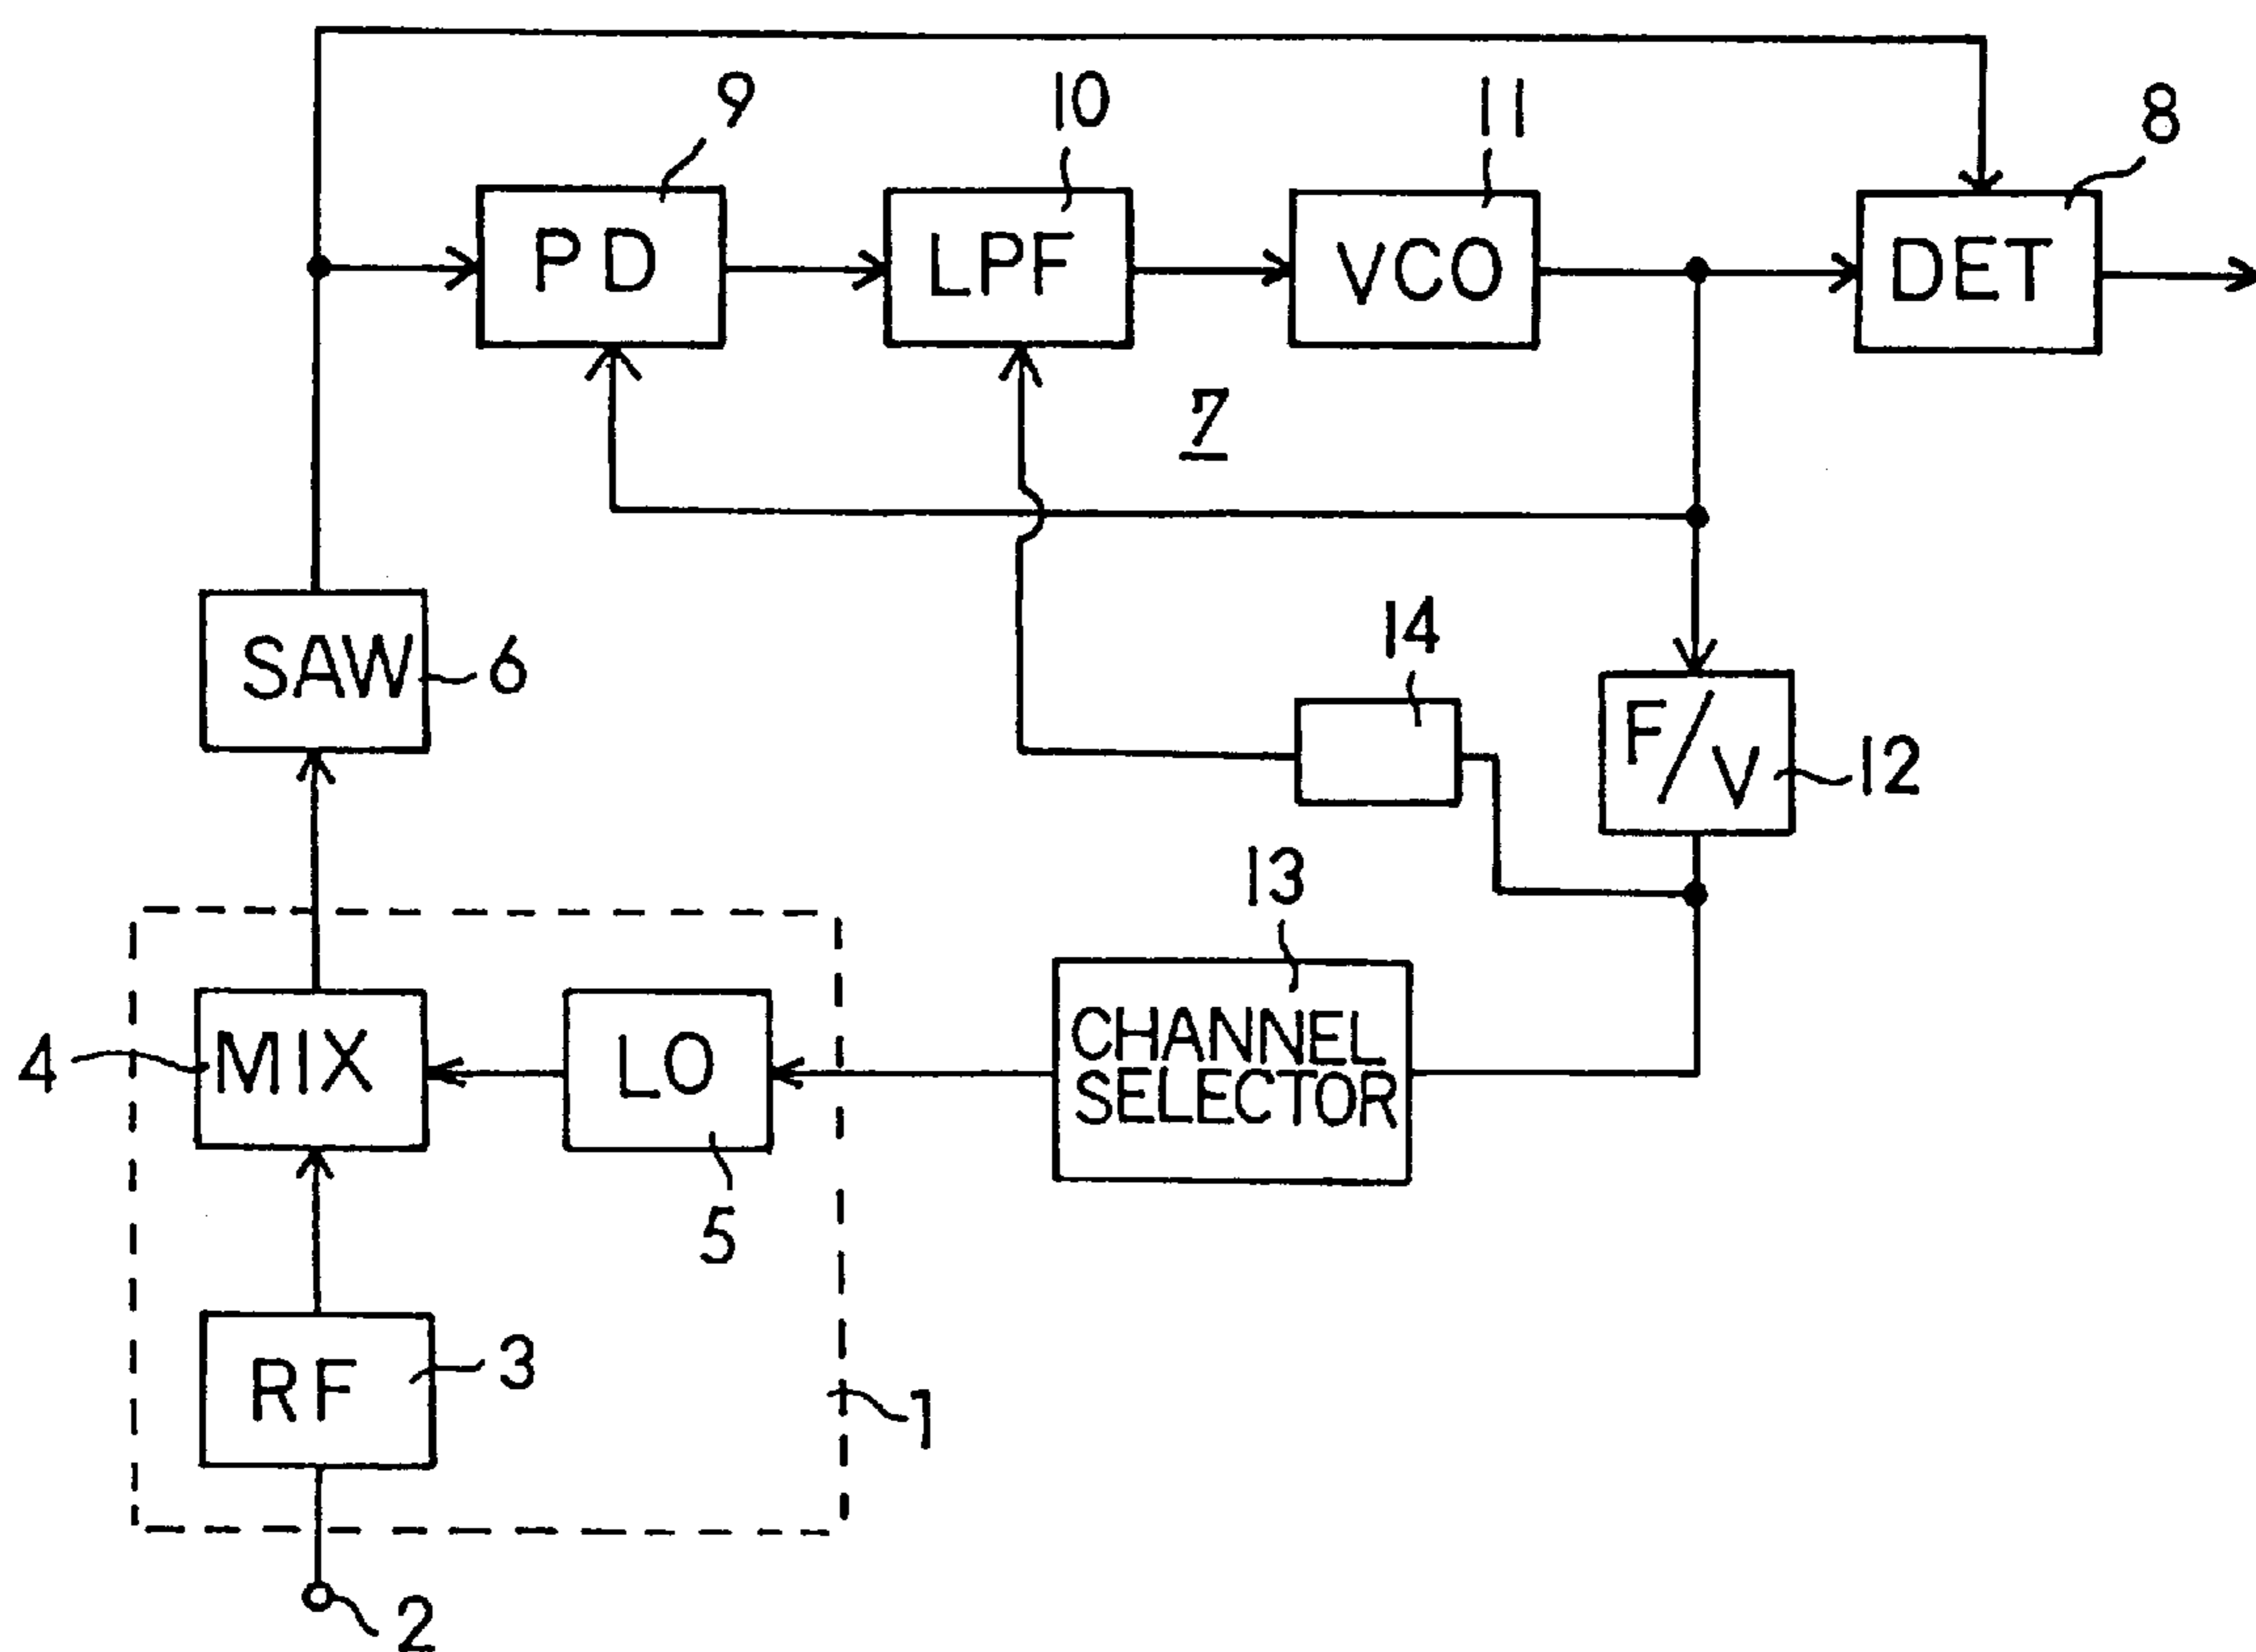 9
10
11
8
PD
LPF
VCO
DET
7
SAW
6
14
F/V
12
13
CHANNEL
SELECTOR
4
MIX
LO
5
RF
3
1
2